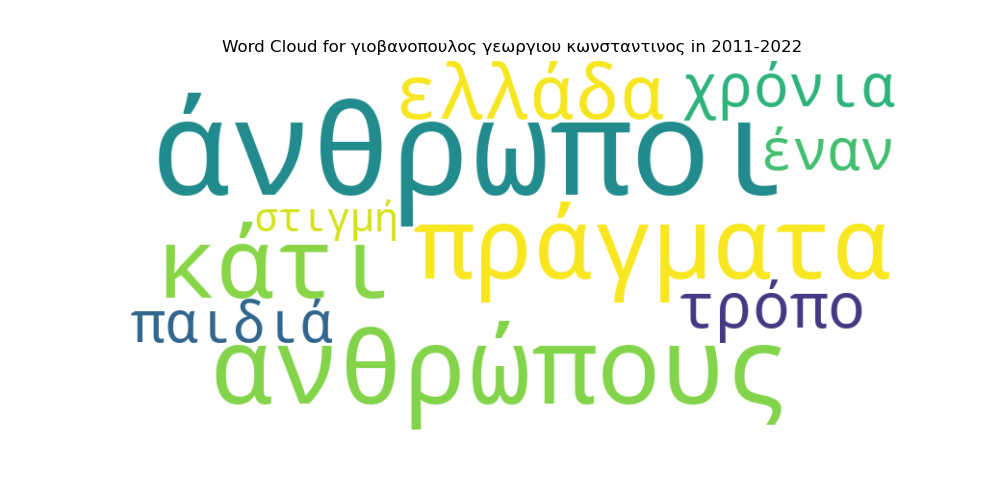 Word Cloud for γιοβανοπουλος γεωργιου κωνσταντινος in 2011-2022
ελλάδα
χρόνια
άνθρωποι
έναν
στιγμή
πράγματα
κάτι
τρόπο
παιδιά
ανθρώπους